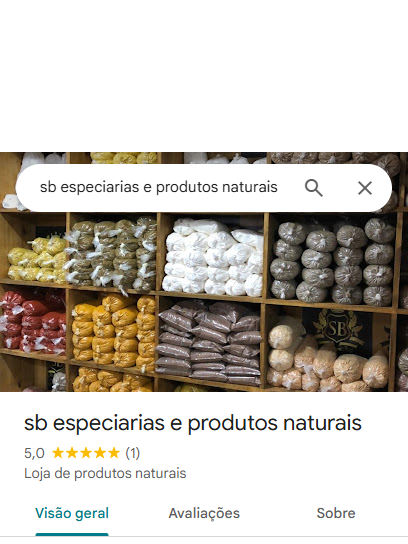 sb especiarias e produtos naturais
SB
sb especiarias e produtos naturais
5,0 (1)
Loja de produtos naturais
Visão geral Avaliações Sobre